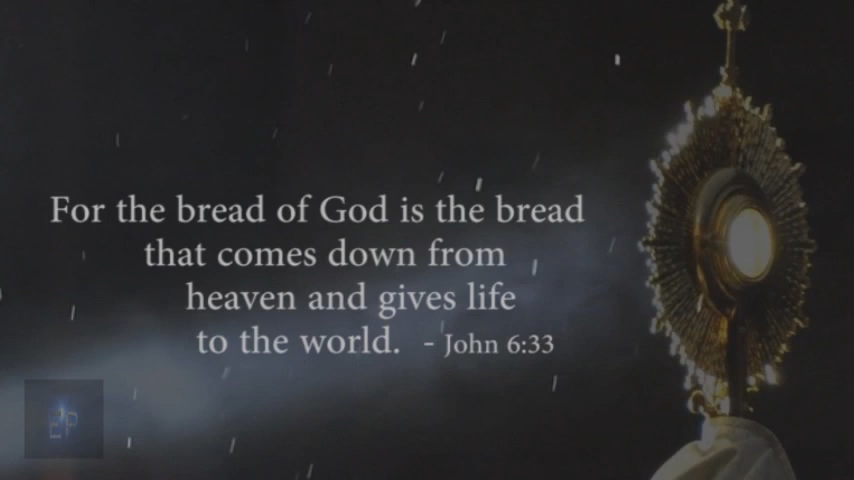 For the bread of God is the bread
that comes down from
heaven and gives life
to the world. - John 6:33